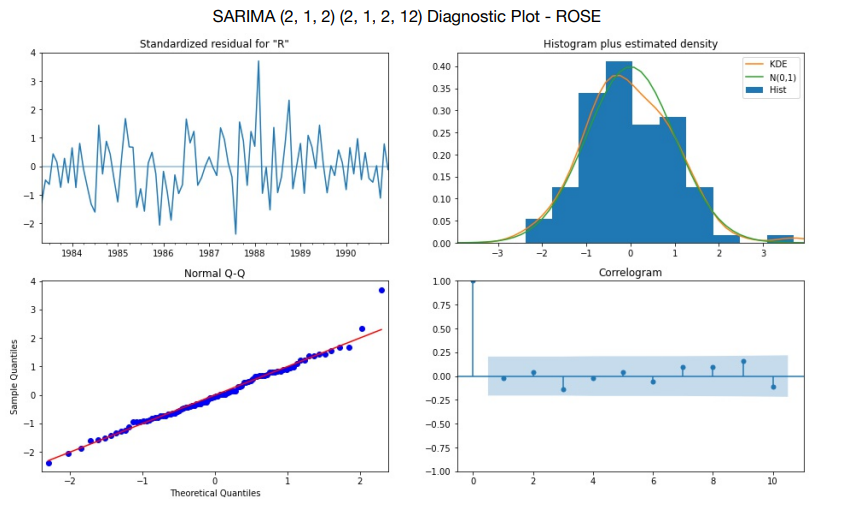 SARIMA (2, 1, 2) (2, 1, 2, 12) Diagnostic Plot - ROSE
Standardized residual for "R"
4
3
2
1
0
−1
−2
1984 1985 1986 1987 1988 1989 1990
Histogram plus estimated density
KDE
N(0,1)
Hist
0.40
0.35
0.30
0.25
0.20
0.15
0.10
0.05
0.00
−3 −2 −1 0 1 2 3
Normal Q-Q
Sample Quantiles
4
3
2
1
0
−1
−2
−2 −1 0 1 2
Theoretical Quantiles
Correlogram
1.00
0.75
0.50
0.25
0.00
−0.25
−0.50
−0.75
−1.00
0 2 4 6 8 10